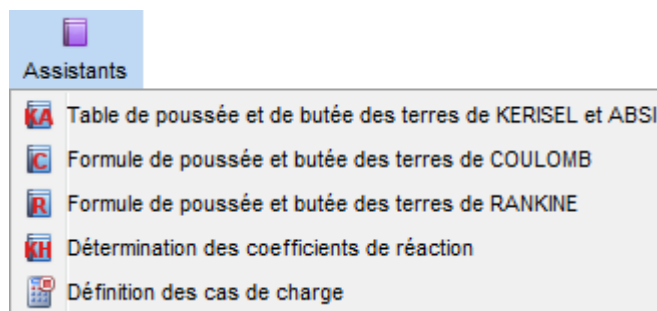 Assistants
KA Table de poussée et de butée des terres de KERISEL et ABSI
C Formule de poussée et butée des terres de COULOMB
R Formule de poussée et butée des terres de RANKINE
KH Détermination des coefficients de réaction
Définition des cas de charge